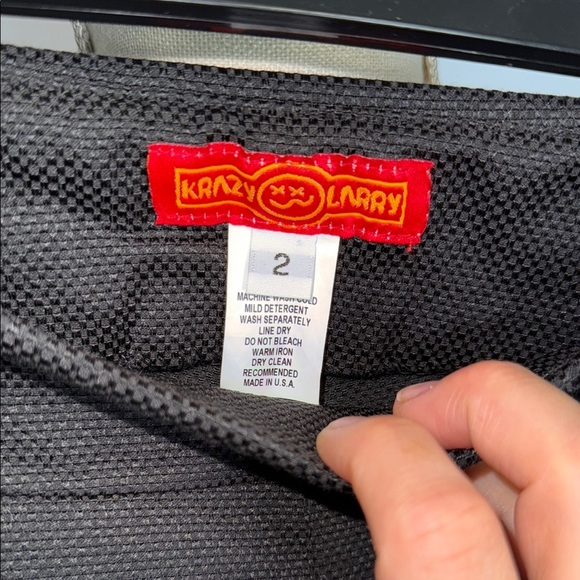 KRAZY LARRY
2
MACHINE WASH COLD
MILD DETERGENT
WASH SEPARATELY
LINE DRY
DO NOT BLEACH
WARM IRON
DRY CLEAN
RECOMMENDED
MADE IN U.S.A.